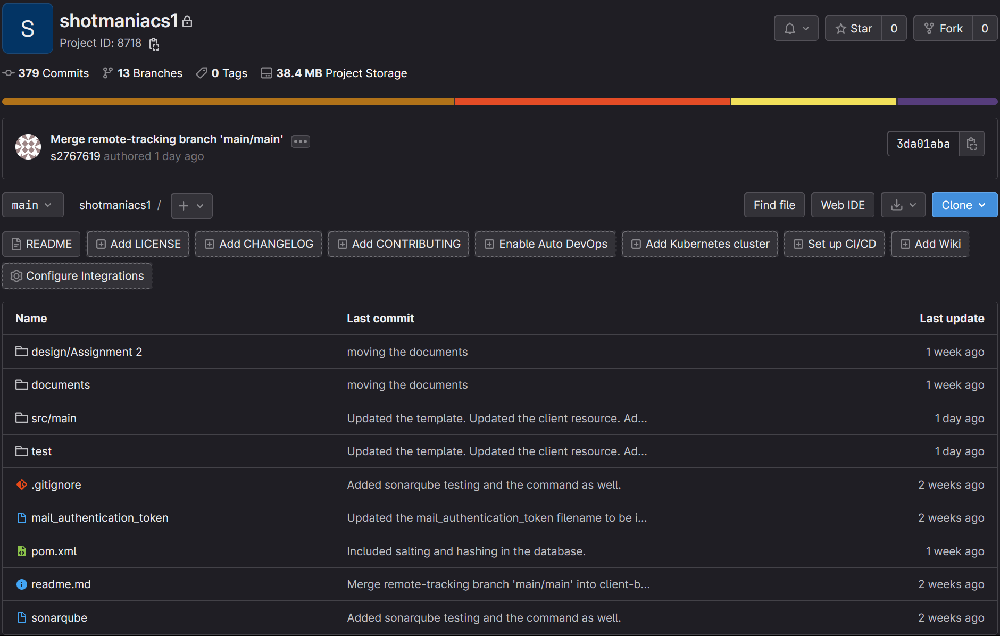 S
shotmaniacs1
Project ID: 8718
Star 0
Fork 0
379 Commits 13 Branches 0 Tags 38.4 MB Project Storage
Merge remote-tracking branch 'main/main'
s2767619 authored 1 day ago
3da01aba
main shotmaniacs1 / Find file Web IDE Clone
README Add LICENSE Add CHANGELOG Add CONTRIBUTING Enable Auto DevOps Add Kubernetes cluster Set up CI/CD Add Wiki
Configure Integrations
Name Last commit Last update
design/Assignment 2 moving the documents 1 week ago
documents moving the documents 1 week ago
src/main Updated the template. Updated the client resource. Ad... 1 day ago
test Updated the template. Updated the client resource. Ad... 1 day ago
.gitignore Added sonarqube testing and the command as well. 2 weeks ago
mail_authentication_token Updated the mail_authentication_token filename to be i... 2 weeks ago
pom.xml Included salting and hashing in the database. 1 week ago
readme.md Merge remote-tracking branch 'main/main' into client-b... 2 weeks ago
sonarqube Added sonarqube testing and the command as well. 2 weeks ago